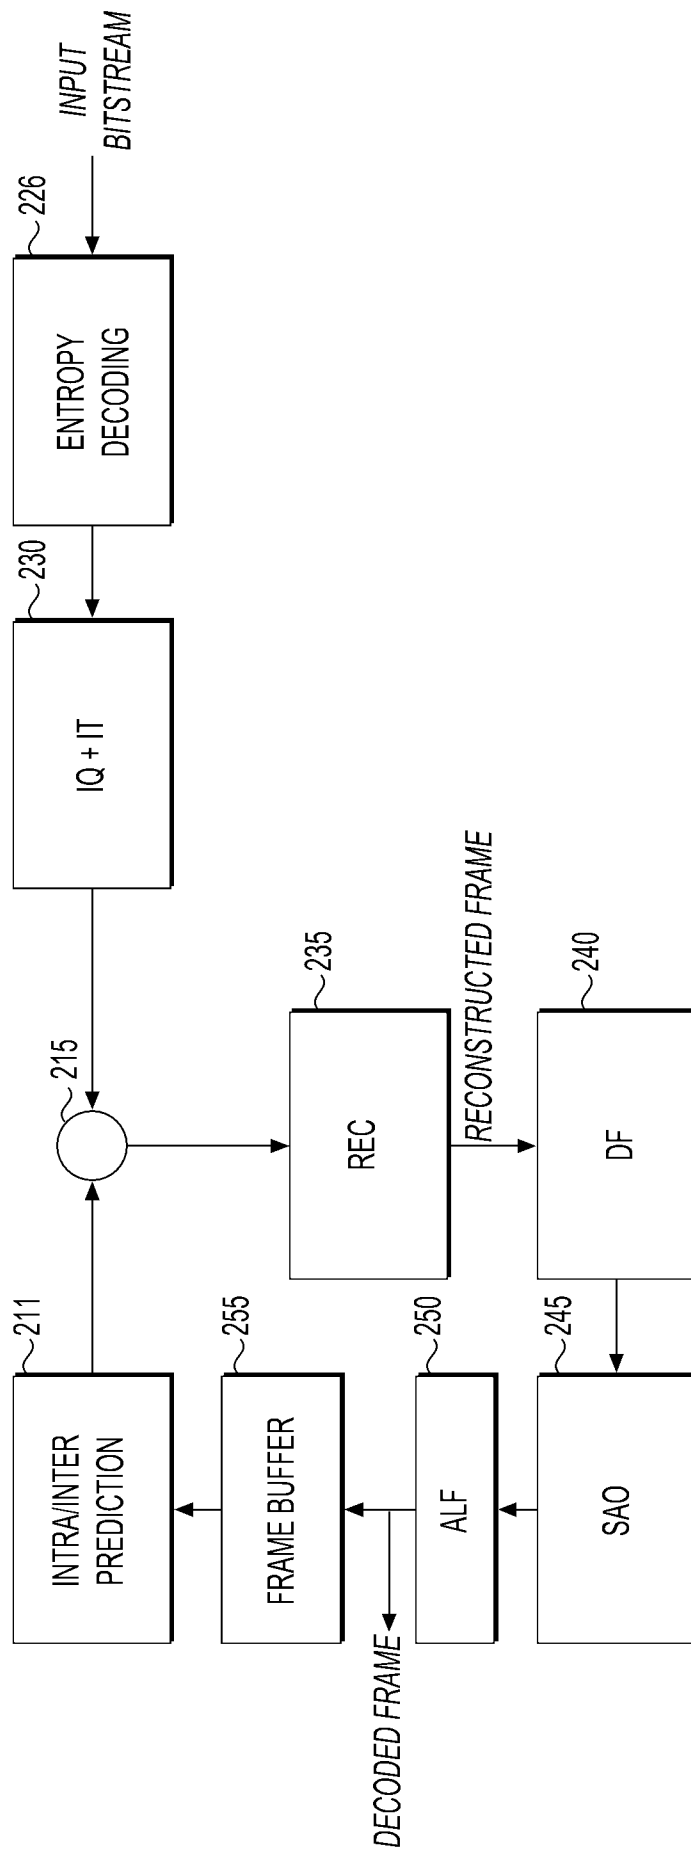 INPUT
BITSTREAM
226
ENTROPY
DECODING
230
IQ + IT
215
211
INTRA/INTER
PREDICTION
235
REC
RECONSTRUCTED FRAME
255
FRAME BUFFER
250
ALF
DECODED FRAME
240
DF
245
SAO